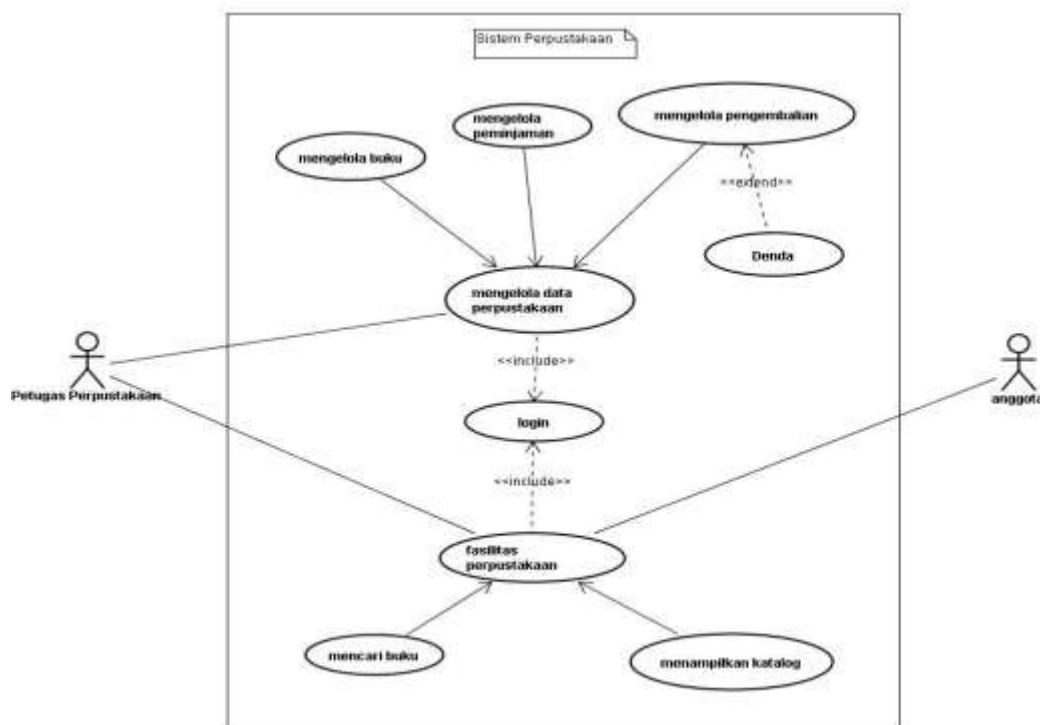 Sistem Perpustakaan
mengelola
peminjaman
mengelola pengembalian
mengelola buku
<<extend>>
Denda
mengelola data
perpustakaan
<<include>>
Petugas Perpustakaan
anggota
login
<<include>>
fasilitas
perpustakaan
mencari buku
menampilkan katalog